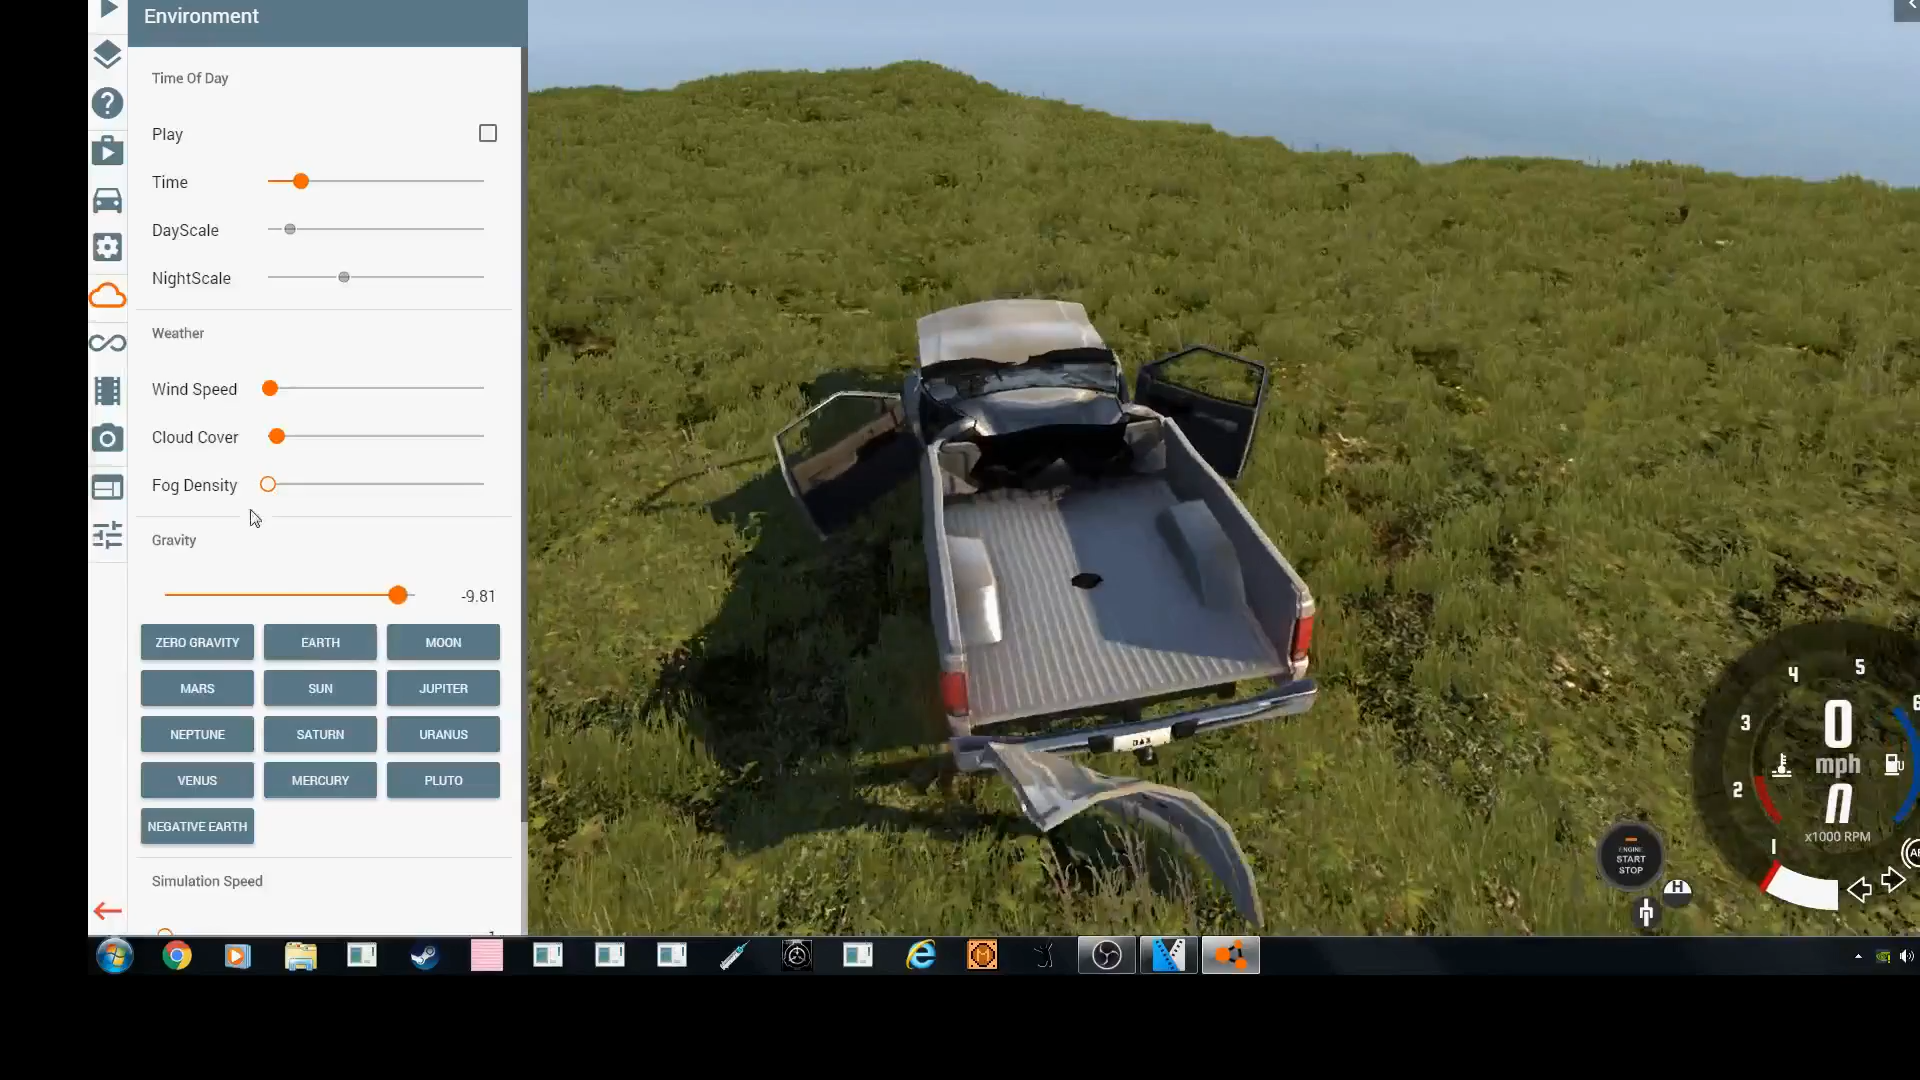 Environment
Time Of Day
Play
Time
DayScale
NightScale
Weather
Wind Speed
Cloud Cover
Fog Density
Gravity
-9.81
ZERO GRAVITY EARTH MOON
MARS SUN JUPITER
NEPTUNE SATURN URANUS
VENUS MERCURY PLUTO
NEGATIVE EARTH
Simulation Speed
1
2
3
4
5
6
0
mph
n
x1000 RPM
ENGINE
START
STOP
H